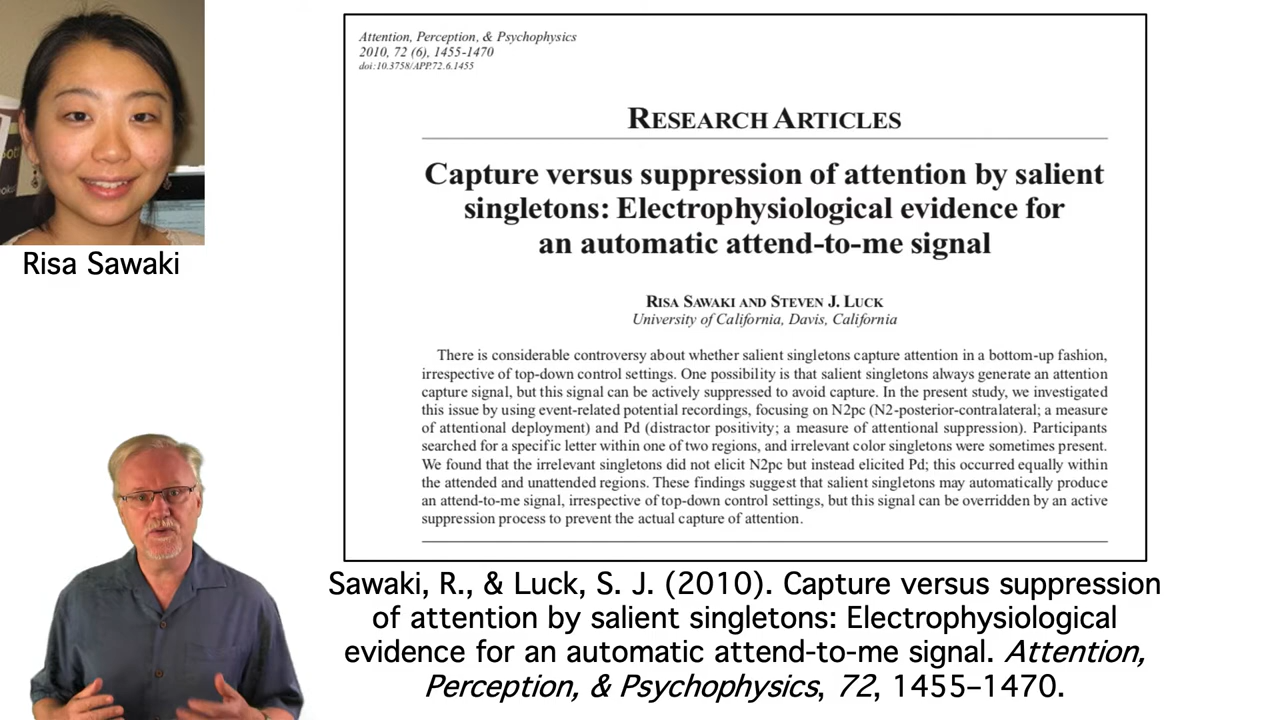 Risa Sawaki
Attention, Perception, & Psychophysics
2010, 72 (6), 1455-1470
doi:10.3758/APP.72.6.1455
RESEARCH ARTICLES
Capture versus suppression of attention by salient
singletons: Electrophysiological evidence for
an automatic attend-to-me signal
RISA SAWAKI AND STEVEN J. LUCK
University of California, Davis, California
There is considerable controversy about whether salient singletons capture attention in a bottom-up fashion,
irrespective of top-down control settings. One possibility is that salient singletons always generate an attention
capture signal, but this signal can be actively suppressed to avoid capture. In the present study, we investigated
this issue by using event-related potential recordings, focusing on N2pc (N2-posterior-contralateral; a measure
of attentional deployment) and Pd (distractor positivity; a measure of attentional suppression). Participants
searched for a specific letter within one of two regions, and irrelevant color singletons were sometimes present.
We found that the irrelevant singletons did not elicit N2pc but instead elicited Pd; this occurred equally within
the attended and unattended regions. These findings suggest that salient singletons may automatically produce
an attend-to-me signal, irrespective of top-down control settings, but this signal can be overridden by an active
suppression process to prevent the actual capture of attention.
Sawaki, R., & Luck, S. J. (2010). Capture versus suppression
of attention by salient singletons: Electrophysiological
evidence for an automatic attend-to-me signal. Attention,
Perception, & Psychophysics, 72, 1455–1470.